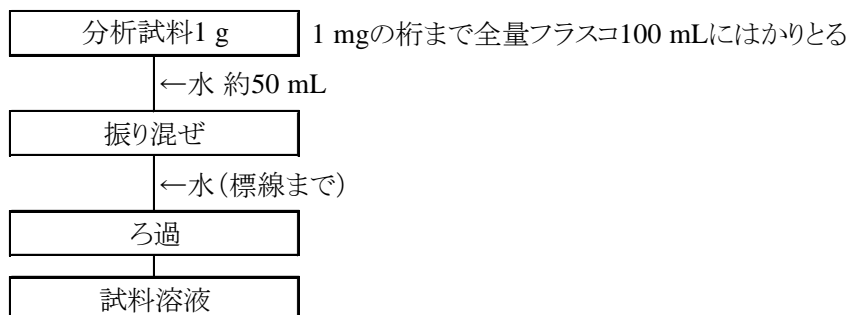 分析試料1 g 1 mgの桁まで全量フラスコ100 mLにはかりとる
←水 約50 mL
振り混ぜ
←水(標線まで)
ろ過
試料溶液